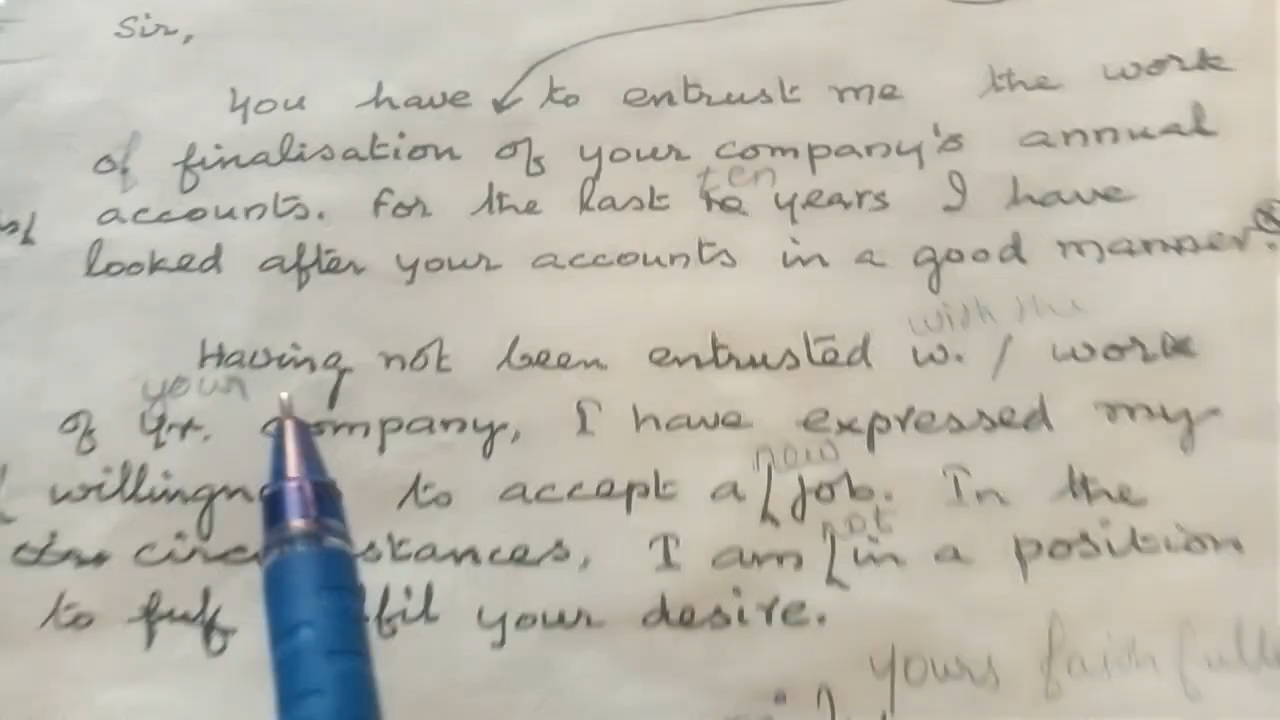 Sir,
You have to entrust me the work
of finalisation of your company's annual
ten
accounts. For the last te years I have
looked after your accounts in a good manner.
with the
Having not been entrusted w. / work
your
of yr. company, I have expressed my
to accept a job. In the
now
not
I am in a position
to fulfil your desire.
yours faithfull